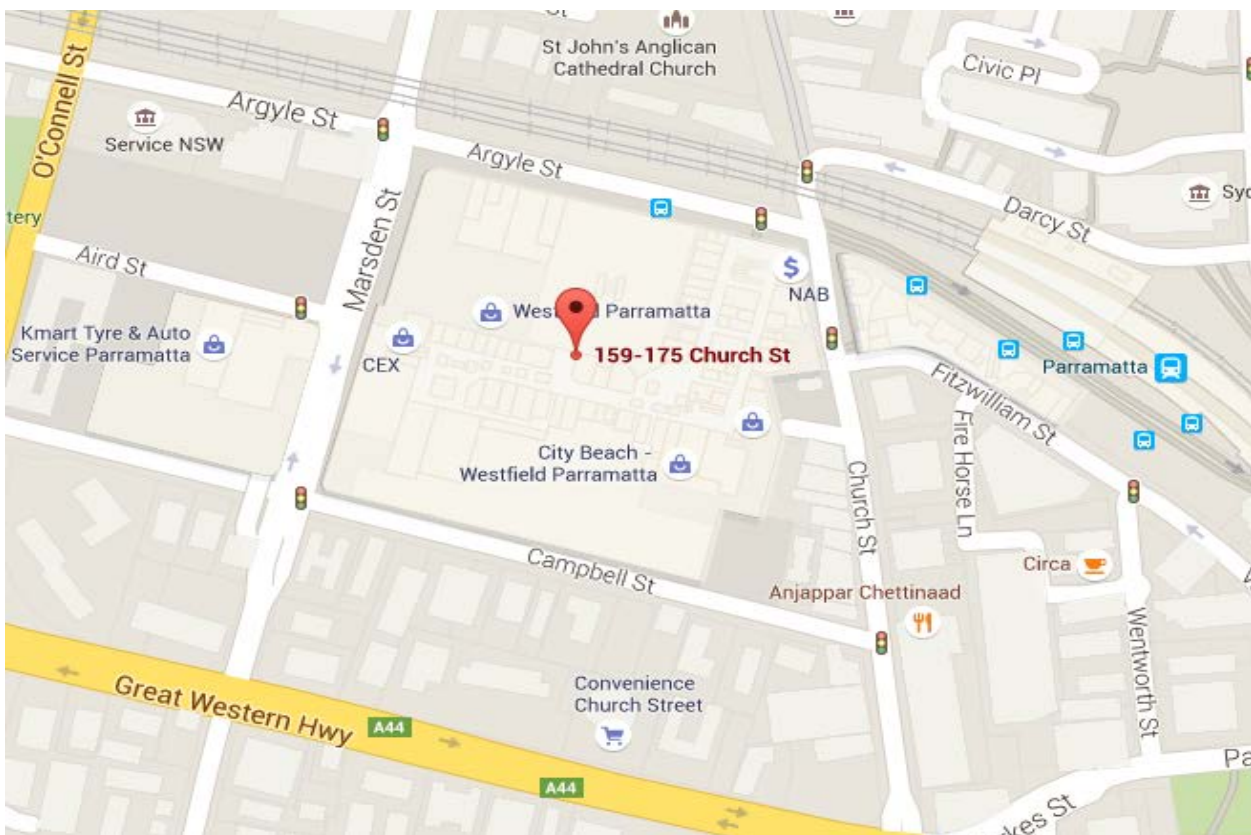 St
St John's Anglican
Cathedral Church
Civic Pl
O'Connell St
Argyle St
Service NSW
Argyle St
Marsden St
Darcy St
Syd
tery
Aird St
$
NAB
Westfield Parramatta
Kmart Tyre & Auto
Service Parramatta
CEX
159-175 Church St
Parramatta
Fitzwilliam St
Fire Horse Ln
City Beach -
Westfield Parramatta
Church St
Campbell St
Circa
Anjappar Chettinaad
Wentworth St
Great Western Hwy
A44
Convenience
Church Street
A44
Pa
kes St